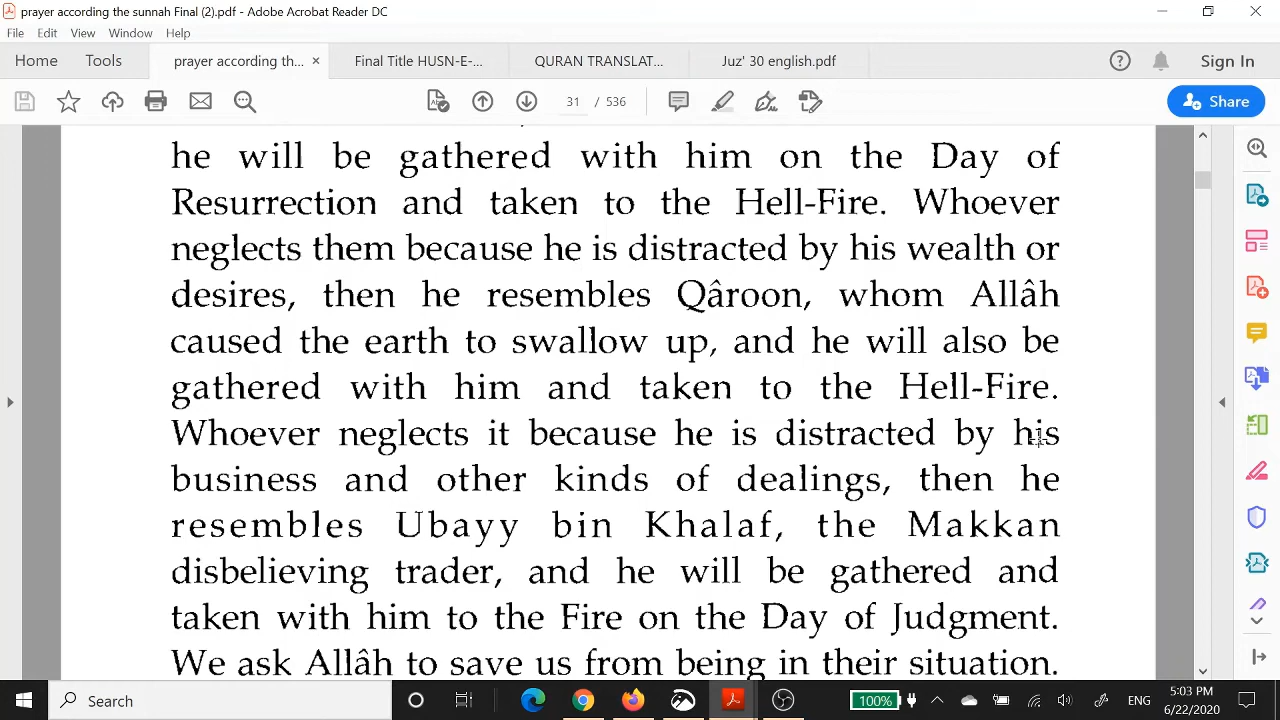 prayer according the sunnah Final (2).pdf - Adobe Acrobat Reader DC
File Edit View Window Help
Home Tools prayer according th... × Final Title HUSN-E-... QURAN TRANSLAT... Juz' 30 english.pdf Sign In
31 / 536 Share
he will be gathered with him on the Day of
Resurrection and taken to the Hell-Fire. Whoever
neglects them because he is distracted by his wealth or
desires, then he resembles Qâroon, whom Allâh
caused the earth to swallow up, and he will also be
gathered with him and taken to the Hell-Fire.
Whoever neglects it because he is distracted by his
business and other kinds of dealings, then he
resembles Ubayy bin Khalaf, the Makkan
disbelieving trader, and he will be gathered and
taken with him to the Fire on the Day of Judgment.
We ask Allâh to save us from being in their situation.
Search 100% ENG 5:03 PM
6/22/2020